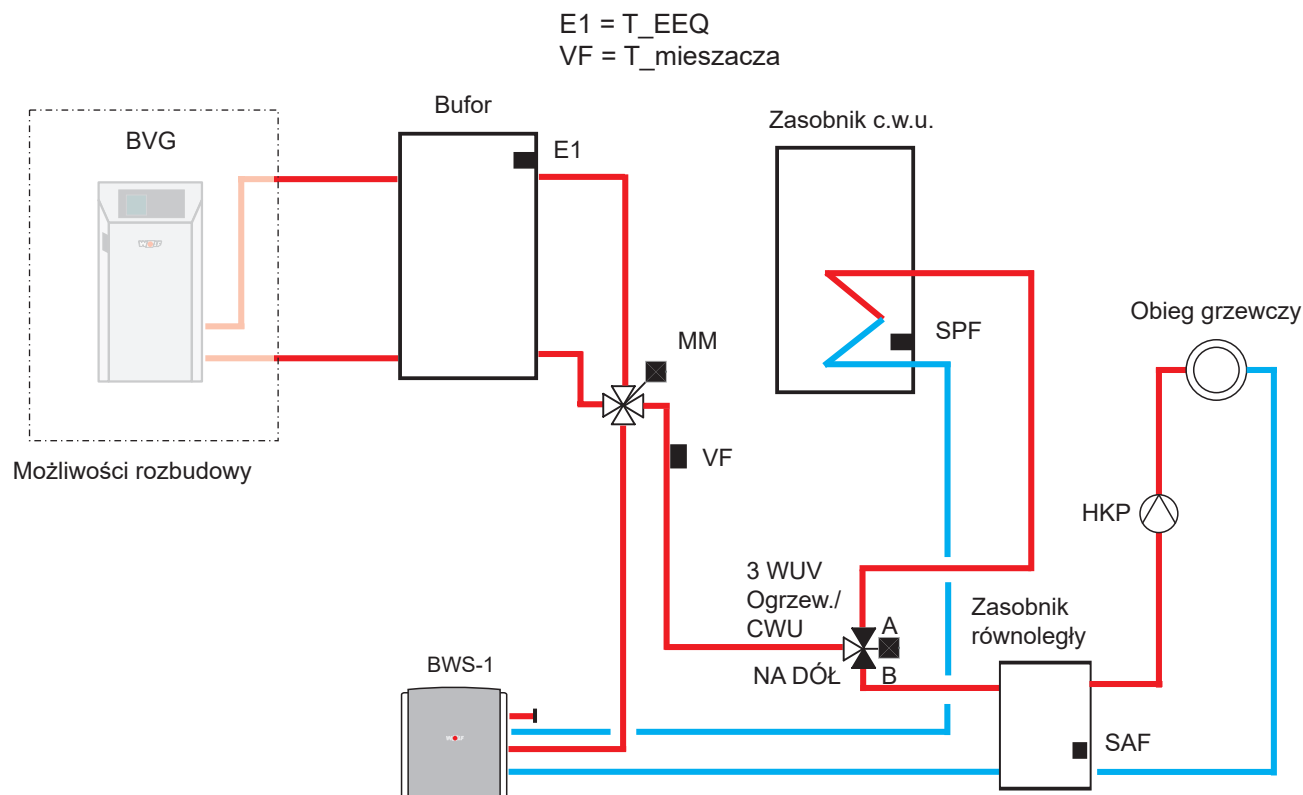 E1 = T_EEQ
VF = T_mieszacza
Bufor
Zasobnik c.w.u.
BVG
E1
Obieg grzewczy
SPF
MM
Możliwości rozbudowy
VF
HKP
3 WUV
Ogrzew./
CWU
A
Zasobnik
równoległy
NA DÓŁ
B
BWS-1
SAF